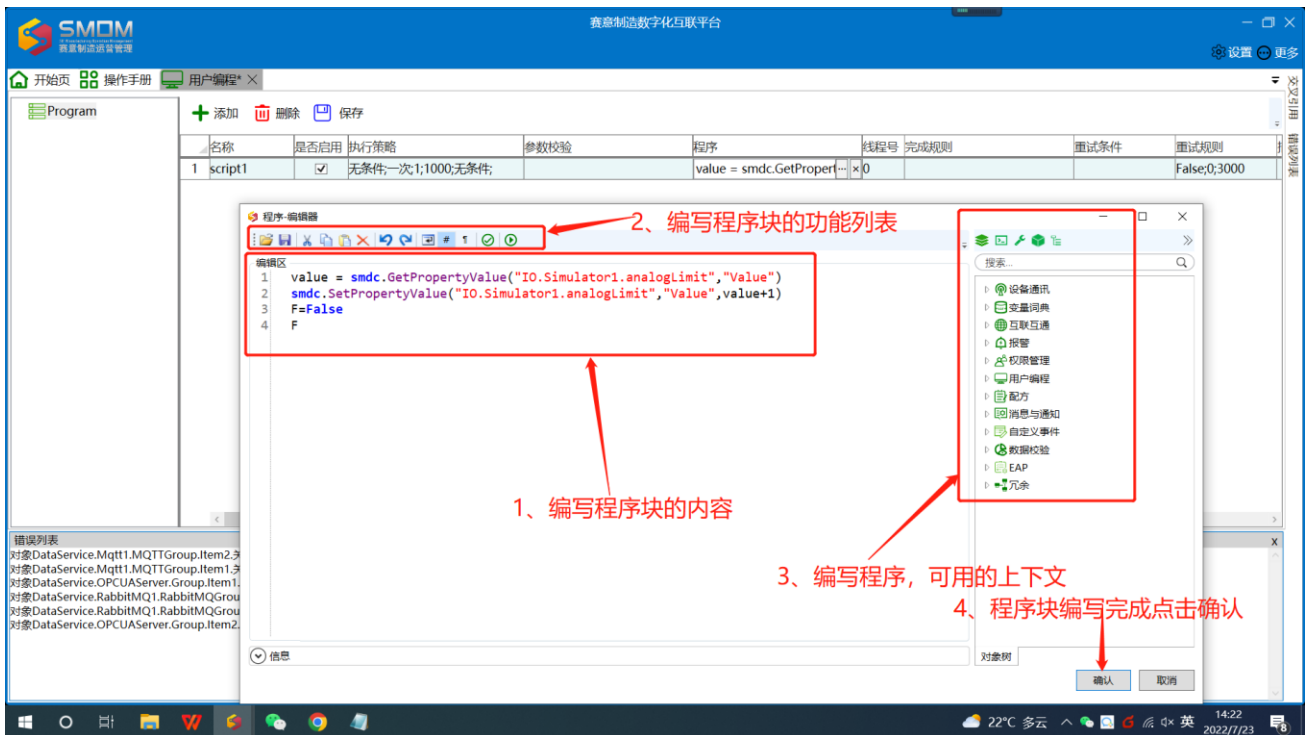 SMOM
赛意制造运营管理
赛意制造数字化互联平台
设置 更多
开始页 操作手册 用户编程*
交叉引用 错误列表
Program
添加 删除 保存
名称 是否启用 执行策略 参数校验 程序 线程号 完成规则 重试条件 重试规则
1 script1 无条件;一次;1;1000;无条件; value = smdc.GetPropert 0 False;0;3000
程序-编辑器
2、编写程序块的功能列表
编辑区
1 value = smdc.GetPropertyValue("IO.Simulator1.analogLimit","Value")
2 smdc.SetPropertyValue("IO.Simulator1.analogLimit","Value",value+1)
3 F=False
4 F
搜索...
设备通讯
变量词典
互联互通
报警
权限管理
用户编程
配方
消息与通知
自定义事件
数据校验
EAP
冗余
1、编写程序块的内容
3、编写程序，可用的上下文
4、程序块编写完成点击确认
错误列表
对象DataService.Mqtt1.MQTTGroup.Item2.
对象DataService.Mqtt1.MQTTGroup.Item1.
对象DataService.OPCUAServer.Group.Item1.
对象DataService.RabbitMQ1.RabbitMQGrou
对象DataService.RabbitMQ1.RabbitMQGrou
对象DataService.OPCUAServer.Group.Item2.
信息
对象树
确认 取消
22°C 多云 英 14:22
2022/7/23